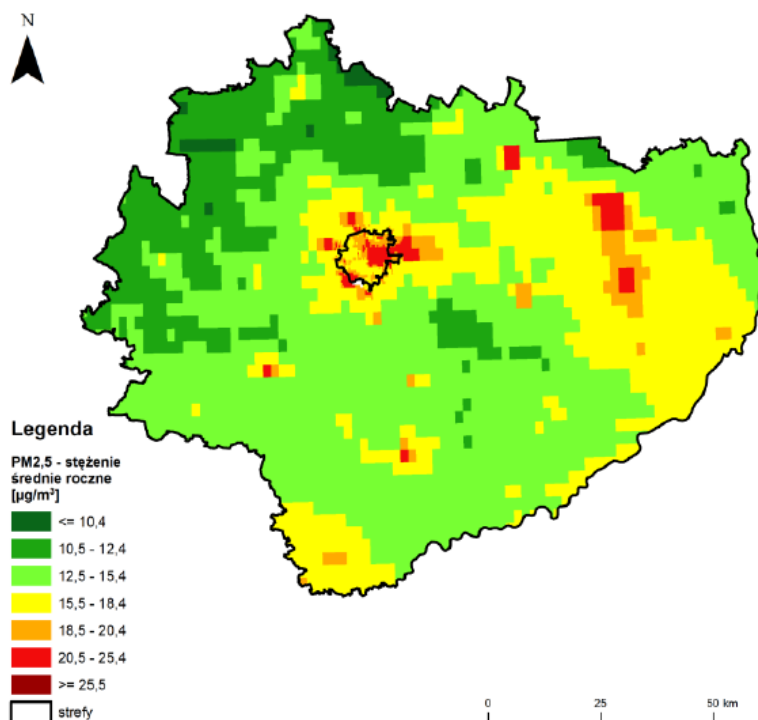 N
Legenda
PM2,5 - stężenie
średnie roczne
[µg/m³]
<= 10,4
10,5 - 12,4
12,5 - 15,4
15,5 - 18,4
18,5 - 20,4
20,5 - 25,4
>= 25,5
strefy
0 25 50 km